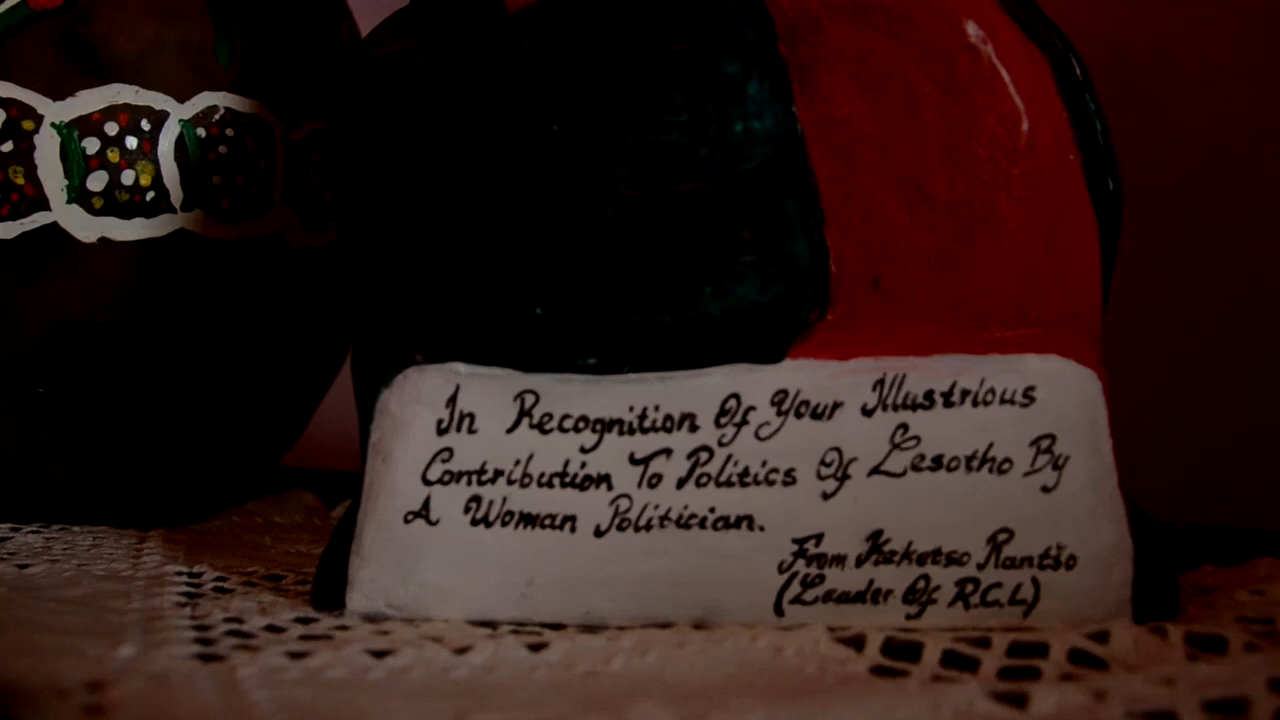 In Recognition Of Your Illustrious
Contribution To Politics Of Lesotho By
A Woman Politician.
From Keketso Rantšo
(Leader Of R.C.L)